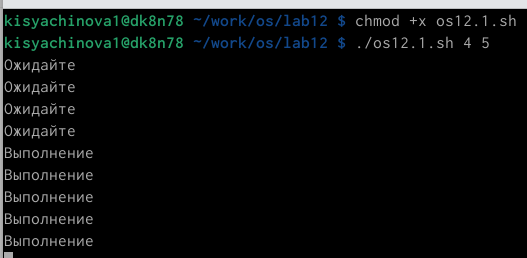 kisyachinova1@dk8n78 ~/work/os/lab12 $ chmod +x os12.1.sh
kisyachinova1@dk8n78 ~/work/os/lab12 $ ./os12.1.sh 4 5
Ожидайте
Ожидайте
Ожидайте
Ожидайте
Выполнение
Выполнение
Выполнение
Выполнение
Выполнение